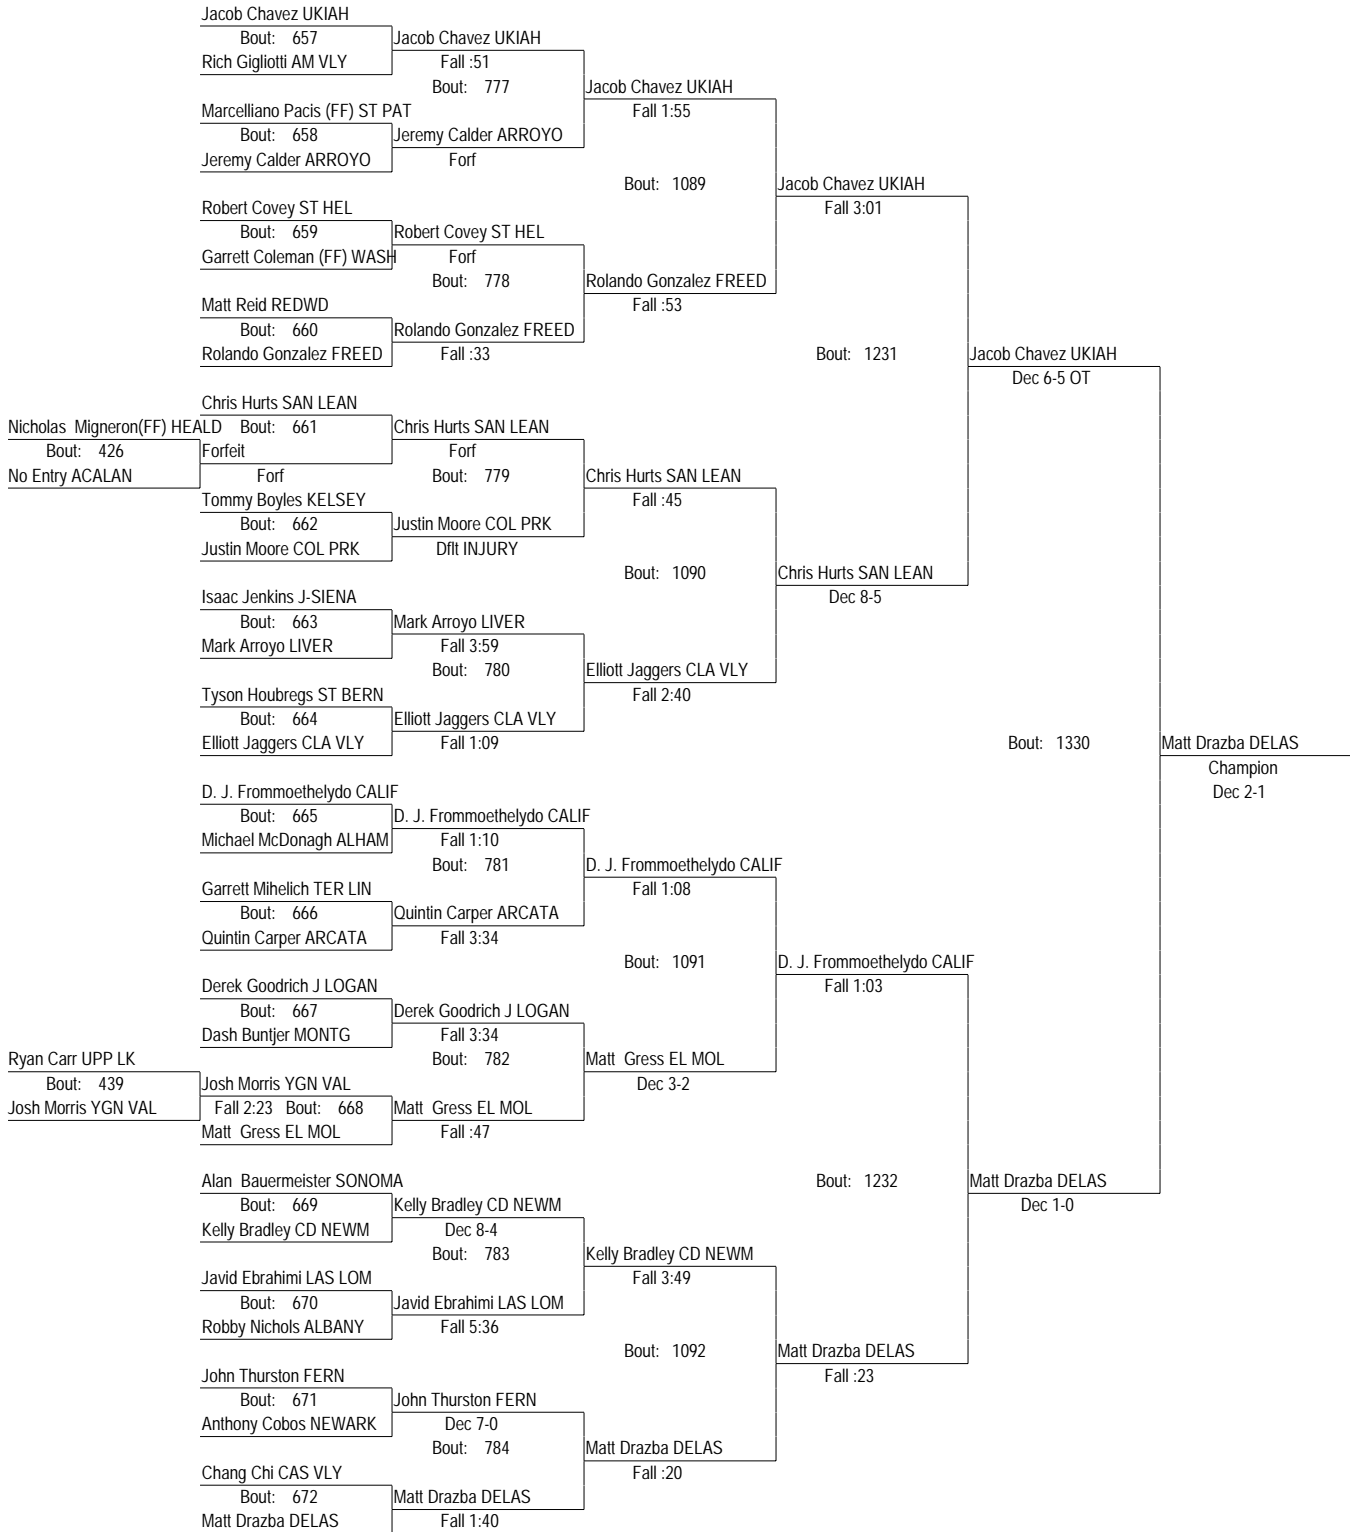 Jacob Chavez UKIAH
Bout: 657
Jacob Chavez UKIAH
Rich Gigliotti AM VLY
Fall :51
Bout: 777
Jacob Chavez UKIAH
Marcelliano Pacis (FF) ST PAT
Fall 1:55
Bout: 658
Jeremy Calder ARROYO
Jeremy Calder ARROYO
Forf
Bout: 1089
Jacob Chavez UKIAH
Robert Covey ST HEL
Fall 3:01
Bout: 659
Robert Covey ST HEL
Garrett Coleman (FF) WASH
Forf
Bout: 778
Rolando Gonzalez FREED
Matt Reid REDWD
Fall :53
Bout: 660
Rolando Gonzalez FREED
Rolando Gonzalez FREED
Fall :33
Bout: 1231
Jacob Chavez UKIAH
Dec 6-5 OT
Chris Hurts SAN LEAN
Nicholas Migneron(FF) HEALD
Bout: 661
Chris Hurts SAN LEAN
Bout: 426
Forfeit
Forf
No Entry ACALAN
Forf
Bout: 779
Chris Hurts SAN LEAN
Tommy Boyles KELSEY
Fall :45
Bout: 662
Justin Moore COL PRK
Justin Moore COL PRK
Dflt INJURY
Bout: 1090
Chris Hurts SAN LEAN
Isaac Jenkins J-SIENA
Dec 8-5
Bout: 663
Mark Arroyo LIVER
Mark Arroyo LIVER
Fall 3:59
Bout: 780
Elliott Jaggers CLA VLY
Tyson Houbregs ST BERN
Fall 2:40
Bout: 664
Elliott Jaggers CLA VLY
Elliott Jaggers CLA VLY
Fall 1:09
Bout: 1330
Matt Drazba DELAS
Champion
D. J. Frommoethelydo CALIF
Dec 2-1
Bout: 665
D. J. Frommoethelydo CALIF
Michael McDonagh ALHAM
Fall 1:10
Bout: 781
D. J. Frommoethelydo CALIF
Garrett Mihelich TER LIN
Fall 1:08
Bout: 666
Quintin Carper ARCATA
Quintin Carper ARCATA
Fall 3:34
Bout: 1091
D. J. Frommoethelydo CALIF
Derek Goodrich J LOGAN
Fall 1:03
Bout: 667
Derek Goodrich J LOGAN
Dash Buntjer MONTG
Fall 3:34
Ryan Carr UPP LK
Bout: 782
Matt Gress EL MOL
Bout: 439
Josh Morris YGN VAL
Dec 3-2
Josh Morris YGN VAL
Fall 2:23 Bout: 668
Matt Gress EL MOL
Matt Gress EL MOL
Fall :47
Alan Bauermeister SONOMA
Bout: 1232
Matt Drazba DELAS
Bout: 669
Kelly Bradley CD NEWM
Dec 1-0
Kelly Bradley CD NEWM
Dec 8-4
Bout: 783
Kelly Bradley CD NEWM
Javid Ebrahimi LAS LOM
Fall 3:49
Bout: 670
Javid Ebrahimi LAS LOM
Robby Nichols ALBANY
Fall 5:36
Bout: 1092
Matt Drazba DELAS
John Thurston FERN
Fall :23
Bout: 671
John Thurston FERN
Anthony Cobos NEWARK
Dec 7-0
Bout: 784
Matt Drazba DELAS
Chang Chi CAS VLY
Fall :20
Bout: 672
Matt Drazba DELAS
Matt Drazba DELAS
Fall 1:40